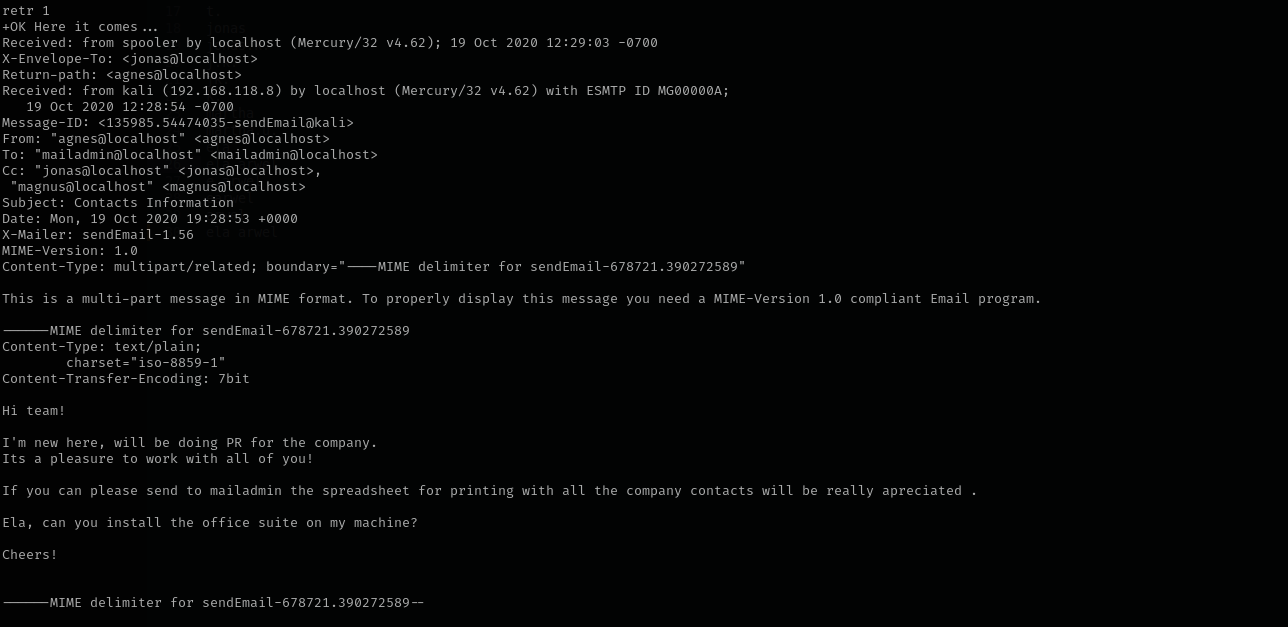 retr 1
+OK Here it comes...
Received: from spooler by localhost (Mercury/32 v4.62); 19 Oct 2020 12:29:03 -0700
X-Envelope-To: <jonas@localhost>
Return-path: <agnes@localhost>
Received: from kali (192.168.118.8) by localhost (Mercury/32 v4.62) with ESMTP ID MG00000A;
   19 Oct 2020 12:28:54 -0700
Message-ID: <135985.54474035-sendEmail@kali>
From: "agnes@localhost" <agnes@localhost>
To: "mailadmin@localhost" <mailadmin@localhost>
Cc: "jonas@localhost" <jonas@localhost>,
 "magnus@localhost" <magnus@localhost>
Subject: Contacts Information
Date: Mon, 19 Oct 2020 19:28:53 +0000
X-Mailer: sendEmail-1.56
MIME-Version: 1.0
Content-Type: multipart/related; boundary="----MIME delimiter for sendEmail-678721.390272589"

This is a multi-part message in MIME format. To properly display this message you need a MIME-Version 1.0 compliant Email program.

------MIME delimiter for sendEmail-678721.390272589
Content-Type: text/plain;
        charset="iso-8859-1"
Content-Transfer-Encoding: 7bit

Hi team!

I'm new here, will be doing PR for the company.
Its a pleasure to work with all of you!

If you can please send to mailadmin the spreadsheet for printing with all the company contacts will be really apreciated .

Ela, can you install the office suite on my machine?

Cheers!


------MIME delimiter for sendEmail-678721.390272589--